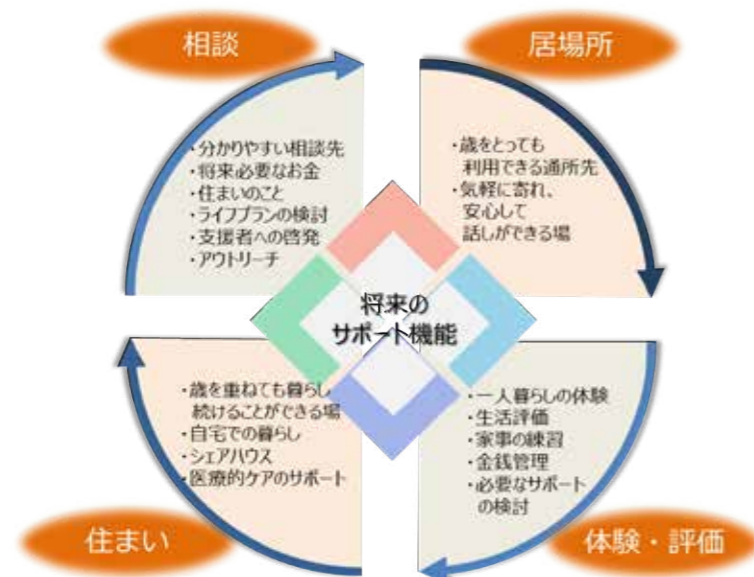 相談
・分かりやすい相談先
・将来必要なお金
・住まいのこと
・ライフプランの検討
・支援者への啓発
・アウトリーチ
居場所
・歳をとっても
利用できる通所先
・気軽に寄れ、
安心して
話しができる場
将来の
サポート機能
・歳を重ねても暮らし
続けることができる場
・自宅での暮らし
・シェアハウス
・医療的ケアのサポート
住まい
・一人暮らしの体験
・生活評価
・家事の練習
・金銭管理
・必要なサポート
の検討
体験・評価